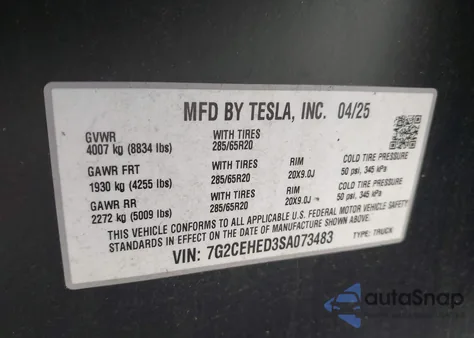 MFD BY TESLA, INC. 04/25
GVWR WITH TIRES
4007 kg (8834 lbs) 285/65R20
GAWR FRT WITH TIRES RIM COLD TIRE PRESSURE
1930 kg (4255 lbs) 285/65R20 20X9.0J 50 psi, 345 kPa
GAWR RR WITH TIRES RIM COLD TIRE PRESSURE
2272 kg (5009 lbs) 285/65R20 20X9.0J 50 psi, 345 kPa
THIS VEHICLE CONFORMS TO ALL APPLICABLE U.S. FEDERAL MOTOR VEHICLE SAFETY
STANDARDS IN EFFECT ON THE DATE OF MANUFACTURE SHOWN ABOVE.
VIN: 7G2CEHED3SA073483 TYPE: TRUCK
autoSnap